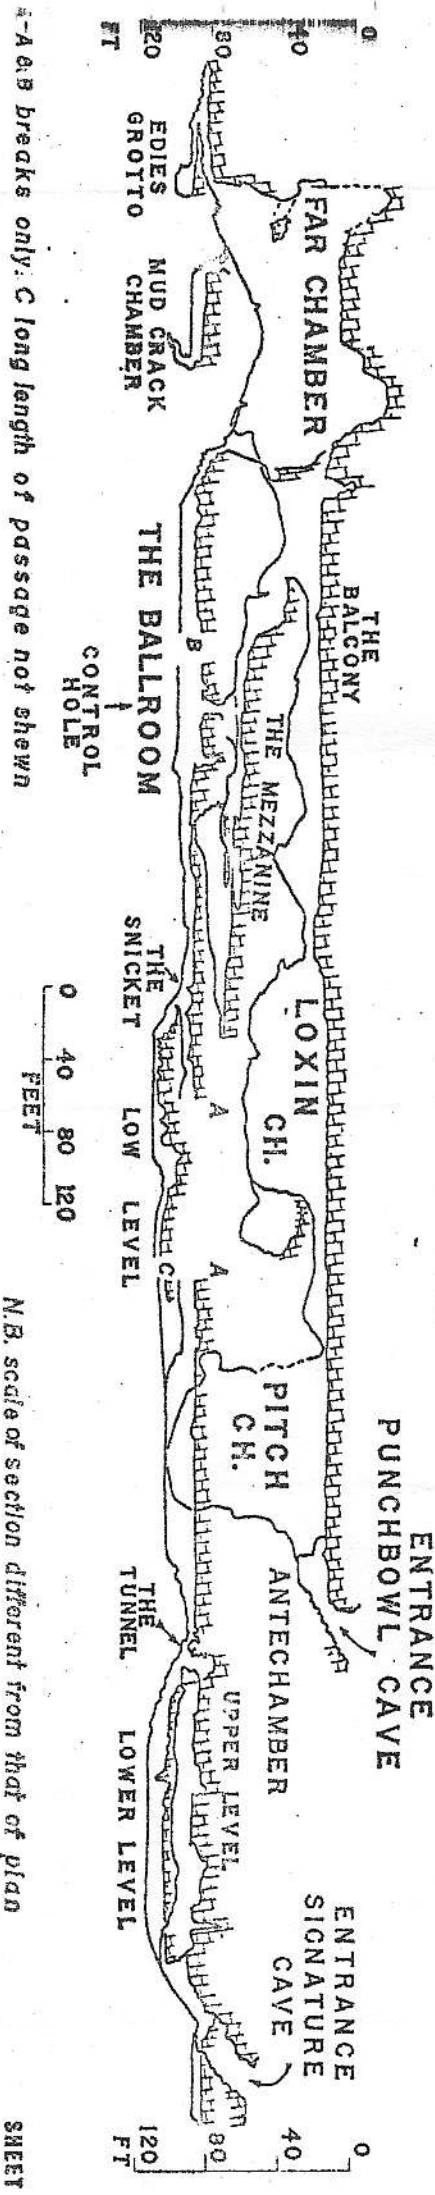 0
40
80
120
FT
EDIES
GROTTO
MUD CRACK
CHAMBER
FAR CHAMBER
THE BALLROOM
B
CONTROL
HOLE
THE
BALCONY
THE MEZZANINE
THE
SNICKET
LOXIN
CH.
A
LOW LEVEL
A
C
PITCH
CH.
ENTRANCE
PUNCHBOWL CAVE
ANTECHAMBER
THE
TUNNEL
UPPER LEVEL
LOWER LEVEL
ENTRANCE
SIGNATURE
CAVE
0
40
80
120
FT
0 40 80 120
FEET
A&B breaks only. C long length of passage not shewn
N.B. scale of section different from that of plan
SHEET